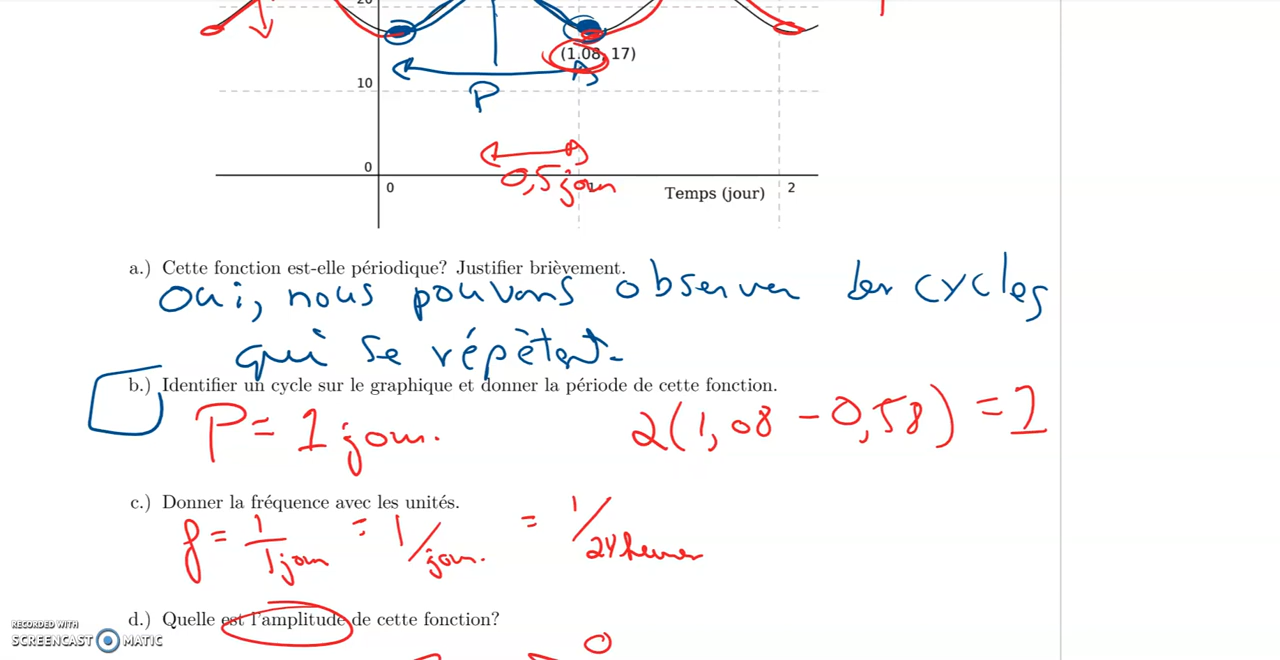 20
(1.08, 17)
10
P
0
0,5 jour
0 1 Temps (jour) 2
a.) Cette fonction est-elle périodique? Justifier brièvement.
Oui, nous pouvons observer des cycles
qui se répètent.
b.) Identifier un cycle sur le graphique et donner la période de cette fonction.
P = 1 jour. 2(1,08 - 0,58) = 1
c.) Donner la fréquence avec les unités.
f = 1/1 jour = 1/jour. = 1/24 heures
d.) Quelle est l'amplitude de cette fonction?
RECORDED WITH
SCREENCAST MATIC